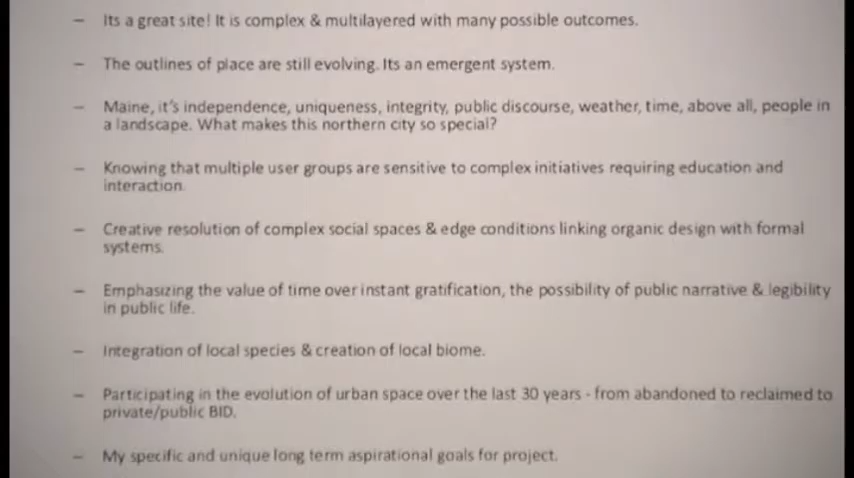 – Its a great site! It is complex & multilayered with many possible outcomes.
– The outlines of place are still evolving. Its an emergent system.
– Maine, it's independence, uniqueness, integrity, public discourse, weather, time, above all, people in
a landscape. What makes this northern city so special?
– Knowing that multiple user groups are sensitive to complex initiatives requiring education and
interaction.
– Creative resolution of complex social spaces & edge conditions linking organic design with formal
systems.
– Emphasizing the value of time over instant gratification, the possibility of public narrative & legibility
in public life.
– Integration of local species & creation of local biome.
– Participating in the evolution of urban space over the last 30 years - from abandoned to reclaimed to
private/public BID.
– My specific and unique long term aspirational goals for project.